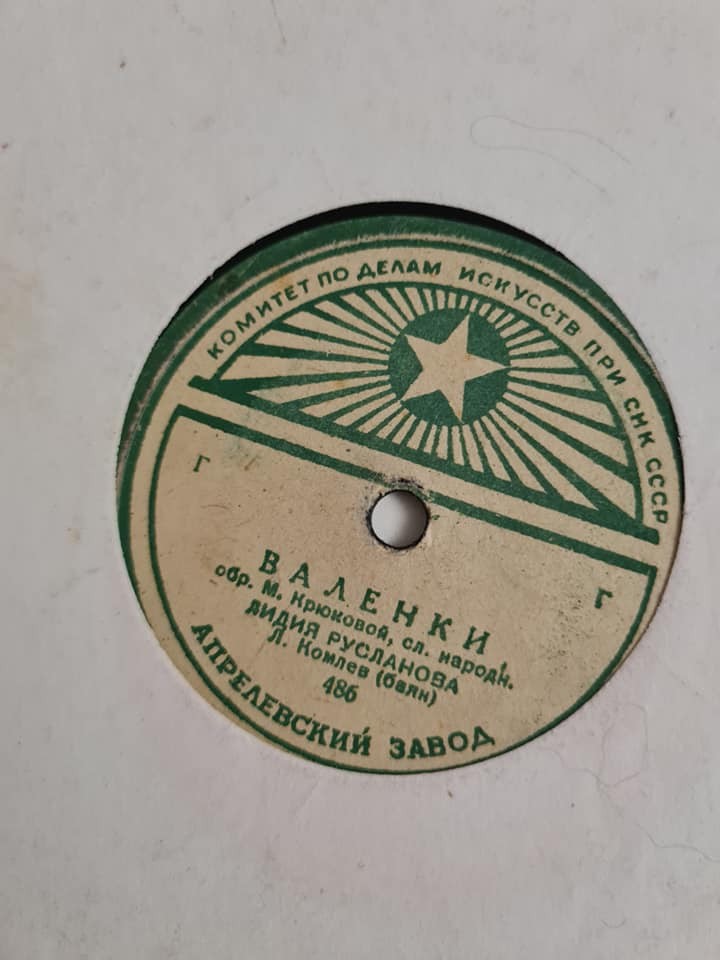 КОМИТЕТ ПО ДЕЛАМ ИСКУССТВ ПРИ СНК СССР
Г Г
ВАЛЕНКИ
обр. М. Крюковой, сл. народн.
ЛИДИЯ РУСЛАНОВА
Л. Комлев (баян)
486
АПРЕЛЕВСКИЙ ЗАВОД